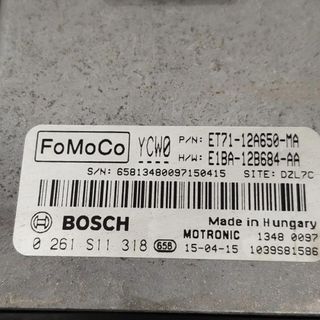 FoMoCo YCW0 P/N: ET71-12A650-MA
H/W: E1BA-12B684-AA
S/N: 65813480097150415 SITE: DZL7C
BOSCH Made in Hungary
MOTRONIC 1348 0097
0 261 S11 318 658 15-04-15 1039S81586